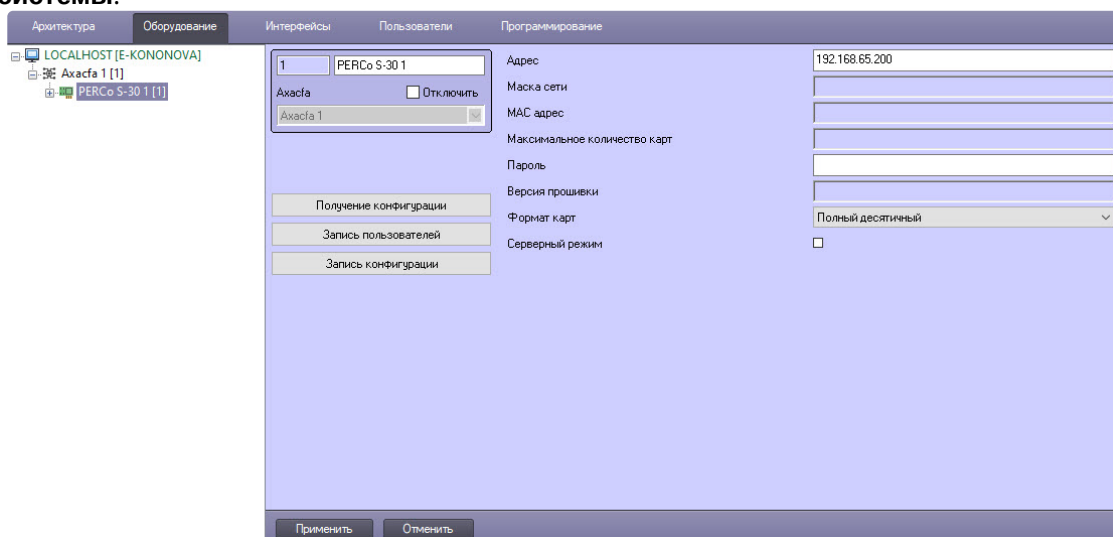 системы.
Архитектура Оборудование Интерфейсы Пользователи Программирование
LOCALHOST [E-KONONOVA]
Axacfa 1 [1]
PERCo S-30 1 [1]
1 PERCo S-30 1
Axacfa Отключить
Axacfa 1
Получение конфигурации
Запись пользователей
Запись конфигурации
Адрес 192.168.65.200
Маска сети
MAC адрес
Максимальное количество карт
Пароль
Версия прошивки
Формат карт Полный десятичный
Серверный режим
Применить Отменить